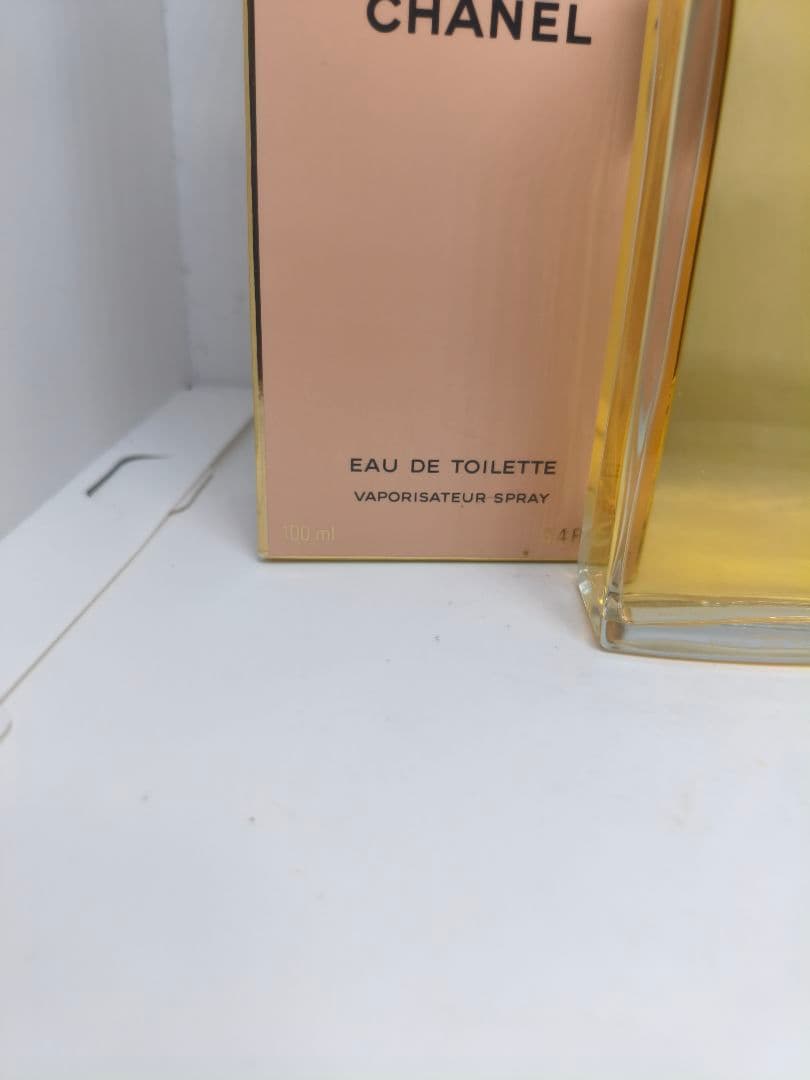 CHANEL
EAU DE TOILETTE
VAPORISATEUR SPRAY
100 ml